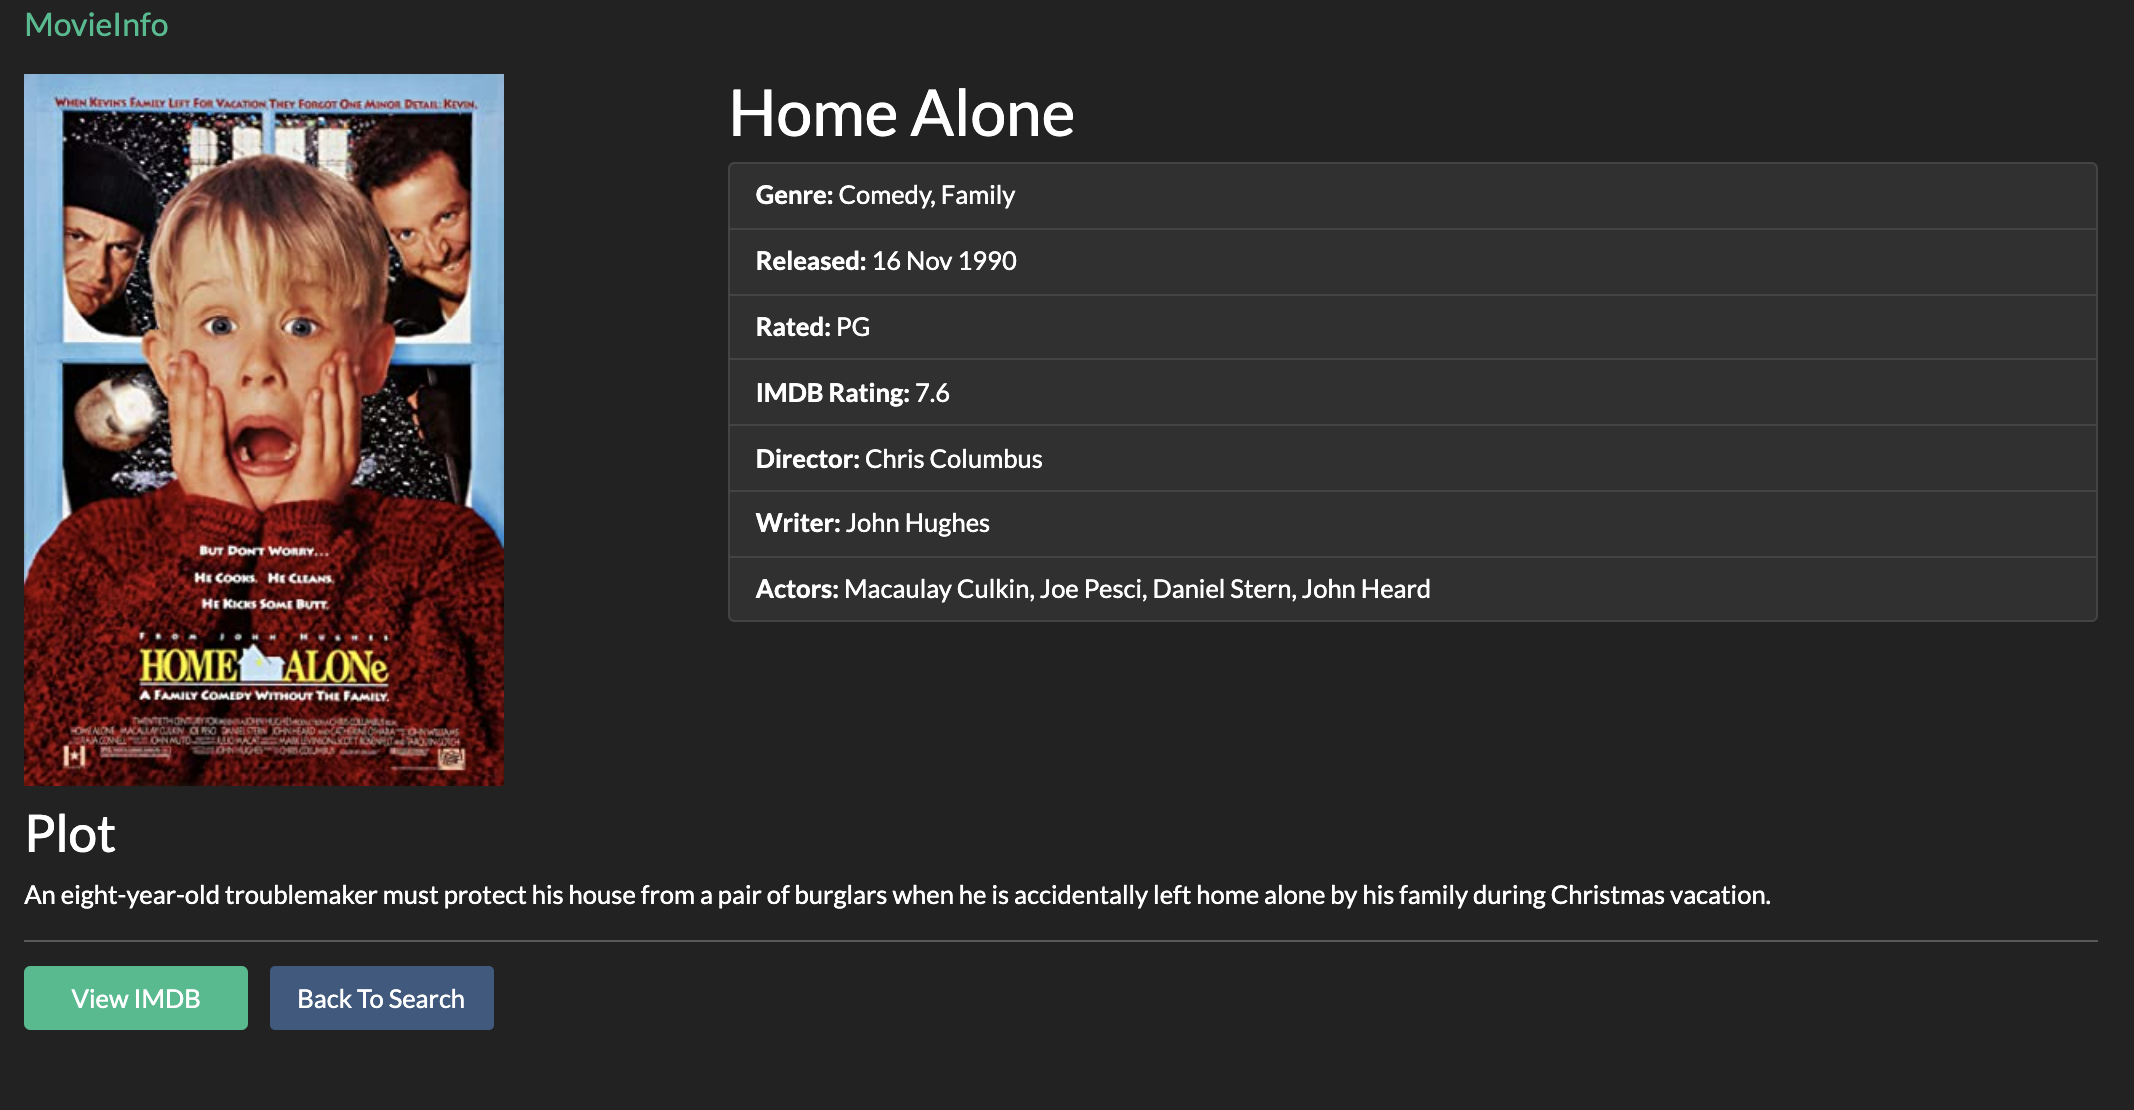 MovieInfo
WHEN KEVIN'S FAMILY LEFT FOR VACATION, THEY FORGOT ONE MINOR DETAIL: KEVIN.
BUT DON'T WORRY...
HE COOKS. HE CLEANS.
HE KICKS SOME BUTT.
FROM JOHN HUGHES
HOME ALONe
A FAMILY COMEDY WITHOUT THE FAMILY.
Home Alone
Genre: Comedy, Family
Released: 16 Nov 1990
Rated: PG
IMDB Rating: 7.6
Director: Chris Columbus
Writer: John Hughes
Actors: Macaulay Culkin, Joe Pesci, Daniel Stern, John Heard
Plot
An eight-year-old troublemaker must protect his house from a pair of burglars when he is accidentally left home alone by his family during Christmas vacation.
View IMDB
Back To Search